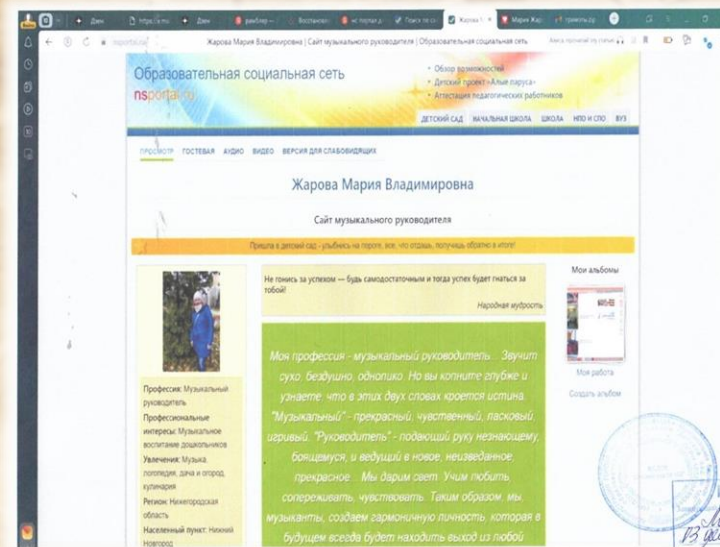 Дзен
Дзен
Жарова Мария Владимировна | Сайт музыкального руководителя | Образовательная социальная сеть
Образовательная социальная сеть
nsportal.ru
• Обзор возможностей
• Детский проект «Алые паруса»
• Аттестация педагогических работников
ДЕТСКИЙ САД НАЧАЛЬНАЯ ШКОЛА ШКОЛА НПО И СПО ВУЗ
ПРОСМОТР ГОСТЕВАЯ АУДИО ВИДЕО ВЕРСИЯ ДЛЯ СЛАБОВИДЯЩИХ
Жарова Мария Владимировна
Сайт музыкального руководителя
Пришла в детский сад - улыбнись на пороге, все, что отдашь, получишь обратно в итоге!
Профессия: Музыкальный
руководитель
Профессиональные
интересы: Музыкальное
воспитание дошкольников
Увлечения: Музыка,
логопедия, дача и огород,
кулинария
Регион: Нижегородская
область
Населенный пункт: Нижний
Новгород
Не гонись за успехом — будь самодостаточным и тогда успех будет гнаться за
тобой!
Народная мудрость
Моя профессия - музыкальный руководитель... Звучит
сухо, бездушно, однолико. Но вы копните глубже и
узнаете, что в этих двух словах кроется истина.
"Музыкальный" - прекрасный, чувственный, ласковый,
игривый. "Руководитель" - подающий руку незнающему,
боящемуся, и ведущий в новое, неизведанное,
прекрасное... Мы дарим свет. Учим любить,
сопереживать, чувствовать. Таким образом, мы,
музыканты, создаем гармоничную личность, которая в
будущем всегда будет находить выход из любой
Мои альбомы
Моя работа
Создать альбом